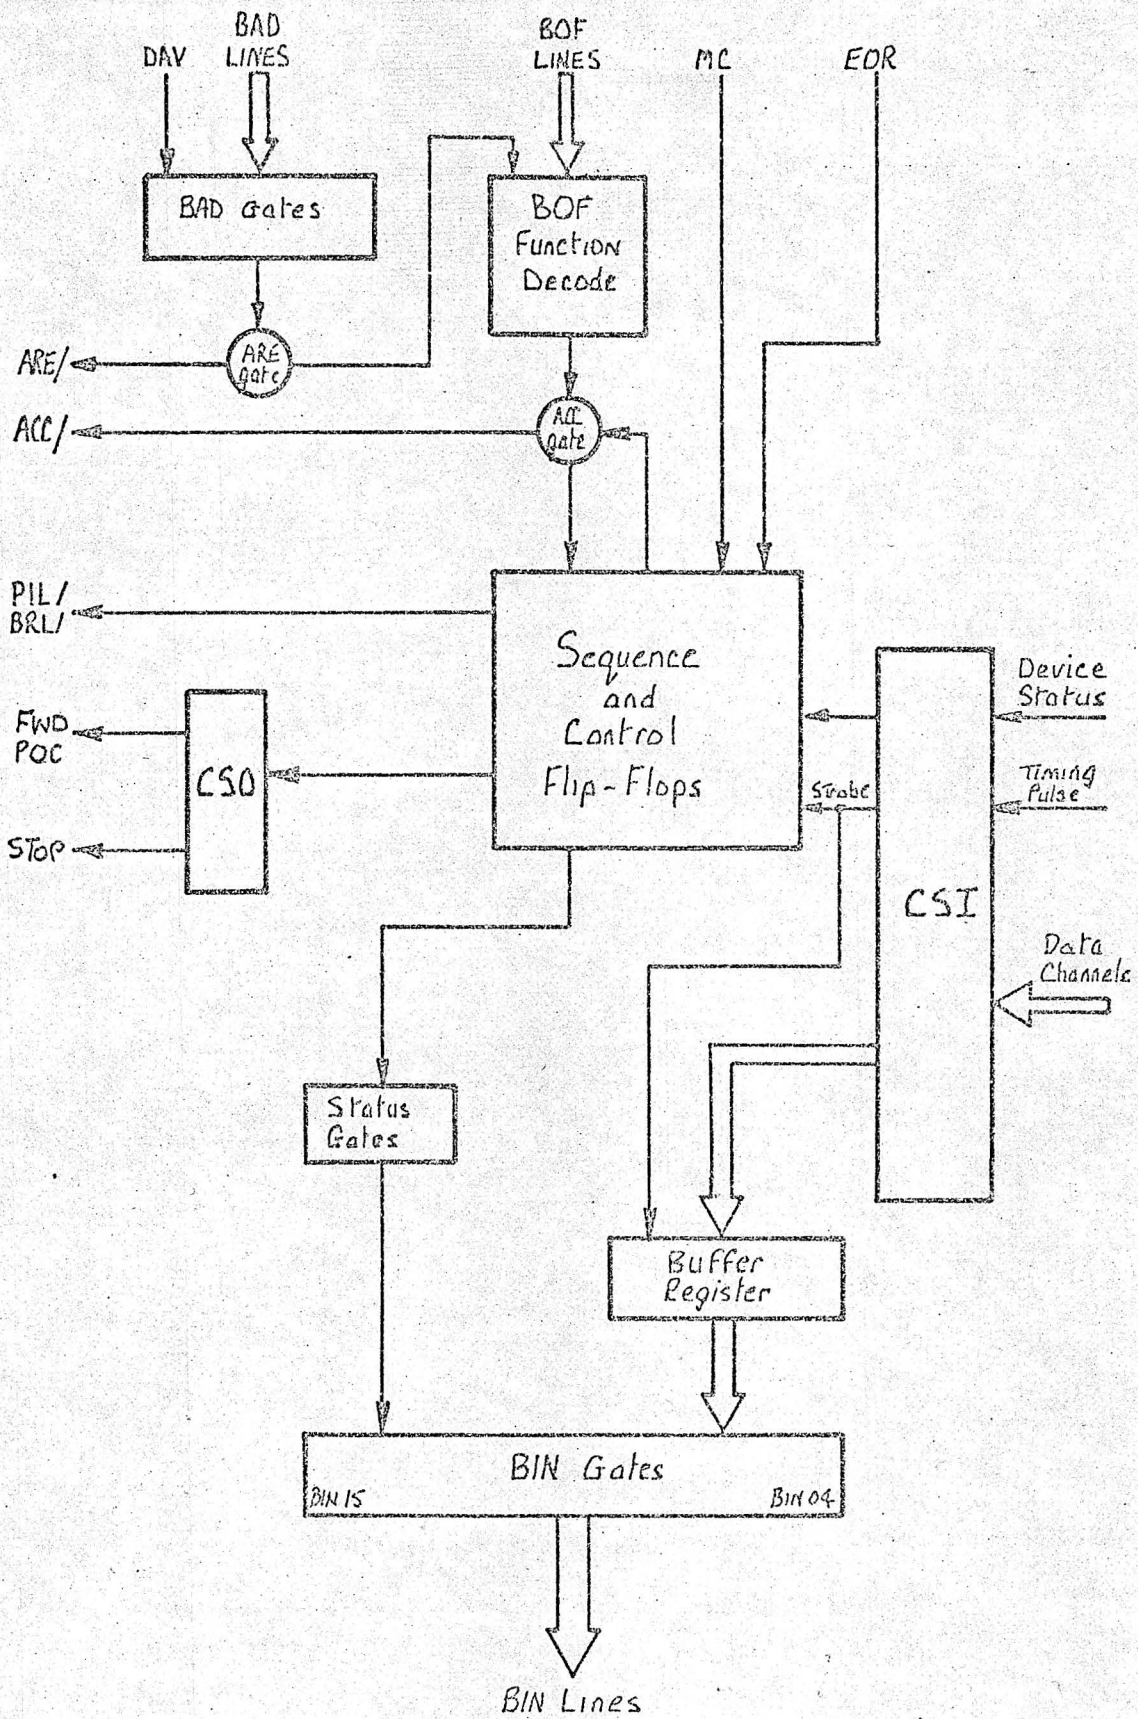 DAV
BAD
LINES
BOF
LINES
MC
EOR
BAD Gates
BOF
Function
Decode
ARE/
ARE
gate
ACC/
ACC
gate
PIL/
BRL/
Sequence
and
Control
Flip-Flops
Device
Status
FWD
POC
CSO
Strobe
Timing
Pulse
STOP
CSI
Data
Channels
Status
Gates
Buffer
Register
BIN Gates
BIN 15
BIN 04
BIN Lines